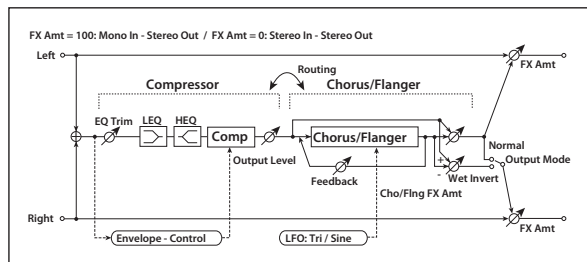 FX Amt = 100: Mono In - Stereo Out / FX Amt = 0: Stereo In - Stereo Out
Left
FX Amt
Routing
Compressor
Chorus/Flanger
EQ Trim
LEQ
HEQ
Comp
Output Level
Chorus/Flanger
Feedback
Cho/Flng FX Amt
+
-
Wet Invert
Normal
Output Mode
Right
FX Amt
Envelope - Control
LFO: Tri / Sine